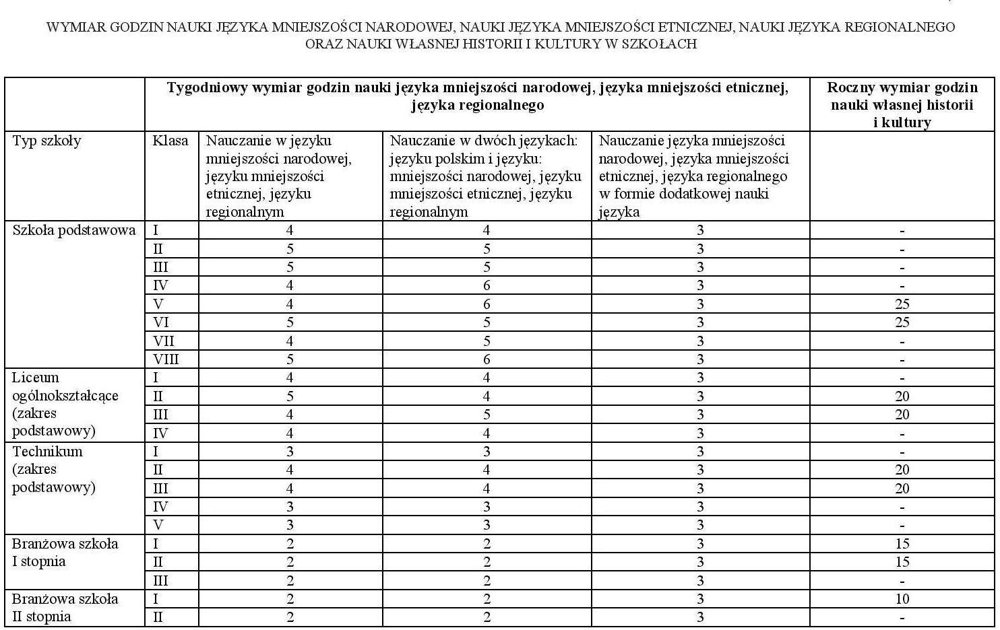 WYMIAR GODZIN NAUKI JĘZYKA MNIEJSZOŚCI NARODOWEJ, NAUKI JĘZYKA MNIEJSZOŚCI ETNICZNEJ, NAUKI JĘZYKA REGIONALNEGO
ORAZ NAUKI WŁASNEJ HISTORII I KULTURY W SZKOŁACH
Tygodniowy wymiar godzin nauki języka mniejszości narodowej, języka mniejszości etnicznej,
języka regionalnego
Roczny wymiar godzin
nauki własnej historii
i kultury
Typ szkoły
Klasa
Nauczanie w języku
mniejszości narodowej,
języku mniejszości
etnicznej, języku
regionalnym
Nauczanie w dwóch językach:
języku polskim i języku:
mniejszości narodowej, języku
mniejszości etnicznej, języku
regionalnym
Nauczanie języka mniejszości
narodowej, języka mniejszości
etnicznej, języka regionalnego
w formie dodatkowej nauki
języka
Szkoła podstawowa I 4 4 3 -
II 5 5 3 -
III 5 5 3 -
IV 4 6 3 -
V 4 6 3 25
VI 5 5 3 25
VII 4 5 3 -
VIII 5 6 3 -
Liceum I 4 4 3 -
ogólnokształcące II 5 4 3 20
(zakres III 4 5 3 20
podstawowy) IV 4 4 3 -
Technikum I 3 3 3 -
(zakres II 4 4 3 20
podstawowy) III 4 4 3 20
IV 3 3 3 -
V 3 3 3 -
Branżowa szkoła I 2 2 3 15
I stopnia II 2 2 3 15
III 2 2 3 -
Branżowa szkoła I 2 2 3 10
II stopnia II 2 2 3 -